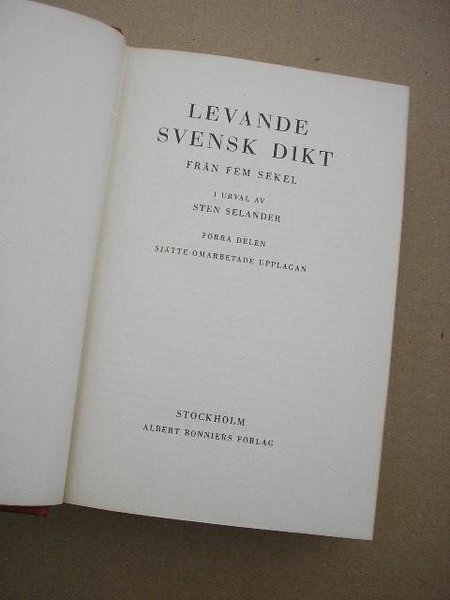 LEVANDE
SVENSK DIKT
FRÅN FEM SEKEL
I URVAL AV
STEN SELANDER
FÖRRA DELEN
SJÄTTE OMARBETADE UPPLAGAN
STOCKHOLM
ALBERT BONNIERS FÖRLAG